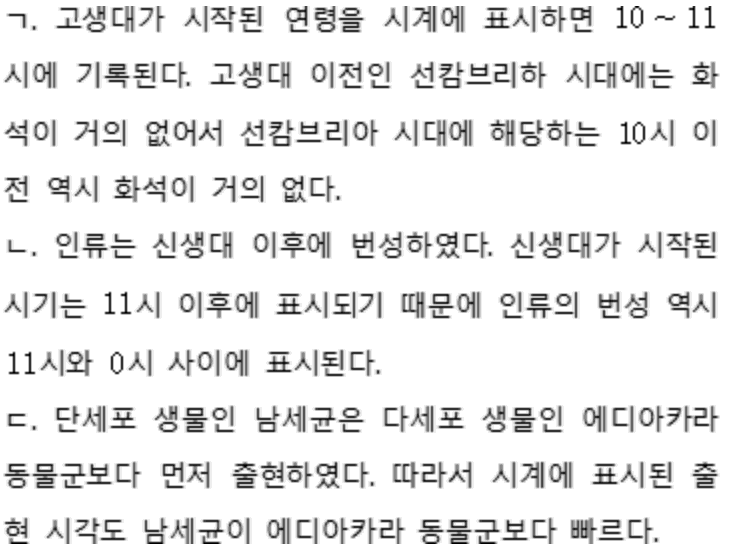 ㄱ. 고생대가 시작된 연령을 시계에 표시하면 10 ~ 11
시에 기록된다. 고생대 이전인 선캄브리하 시대에는 화
석이 거의 없어서 선캄브리아 시대에 해당하는 10시 이
전 역시 화석이 거의 없다.
ㄴ. 인류는 신생대 이후에 번성하였다. 신생대가 시작된
시기는 11시 이후에 표시되기 때문에 인류의 번성 역시
11시와 0시 사이에 표시된다.
ㄷ. 단세포 생물인 남세균은 다세포 생물인 에디아카라
동물군보다 먼저 출현하였다. 따라서 시계에 표시된 출
현 시각도 남세균이 에디아카라 동물군보다 빠르다.